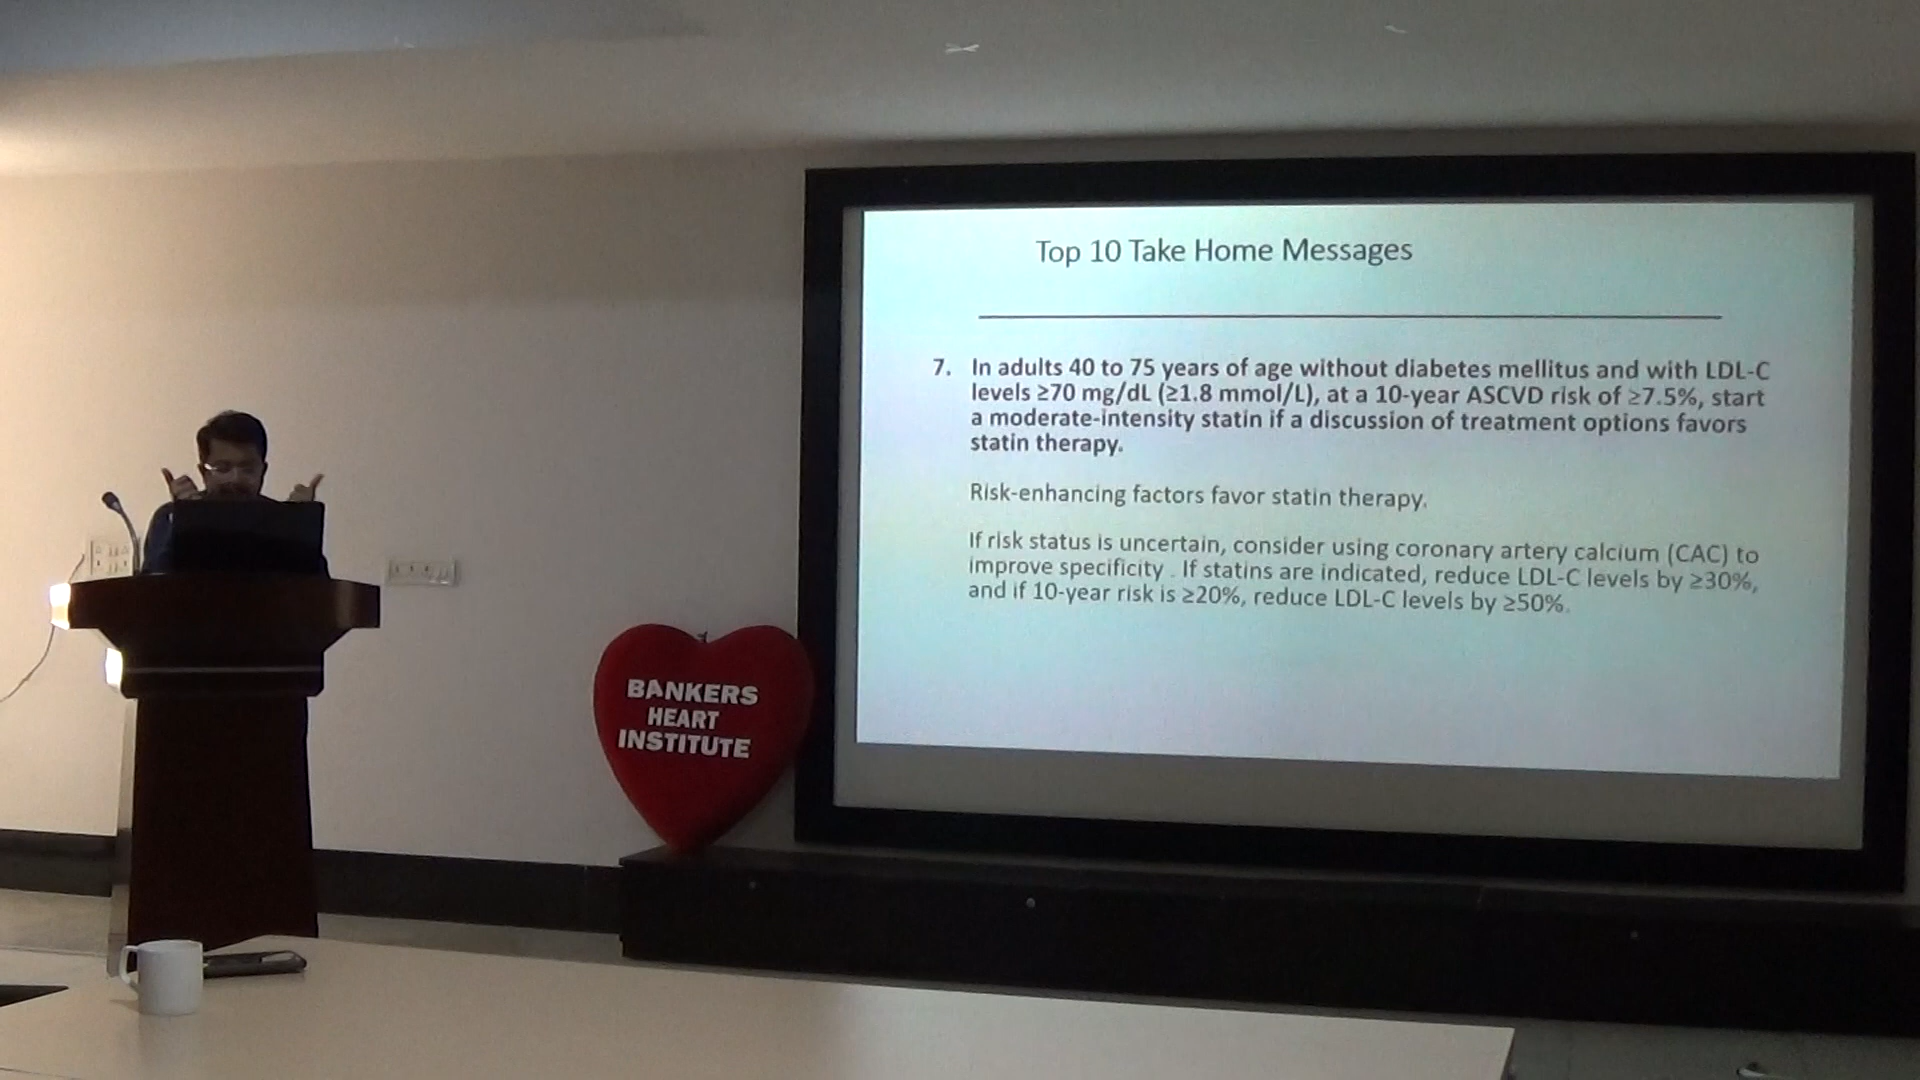 Top 10 Take Home Messages
7. In adults 40 to 75 years of age without diabetes mellitus and with LDL-C
levels ≥70 mg/dL (≥1.8 mmol/L), at a 10-year ASCVD risk of ≥7.5%, start
a moderate-intensity statin if a discussion of treatment options favors
statin therapy.
Risk-enhancing factors favor statin therapy.
If risk status is uncertain, consider using coronary artery calcium (CAC) to
improve specificity . If statins are indicated, reduce LDL-C levels by ≥30%,
and if 10-year risk is ≥20%, reduce LDL-C levels by ≥50%.
BANKERS
HEART
INSTITUTE